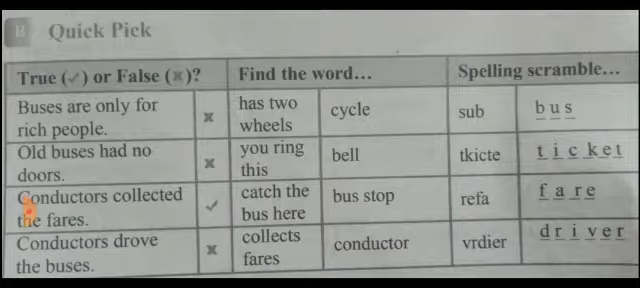 B Quick Pick
True (✓) or False (✗)? Find the word... Spelling scramble...
Buses are only for rich people. ✗ has two wheels cycle sub bus
Old buses had no doors. ✗ you ring this bell tkicte ticket
Conductors collected the fares. ✓ catch the bus here bus stop refa fare
Conductors drove the buses. ✗ collects fares conductor vrdier driver